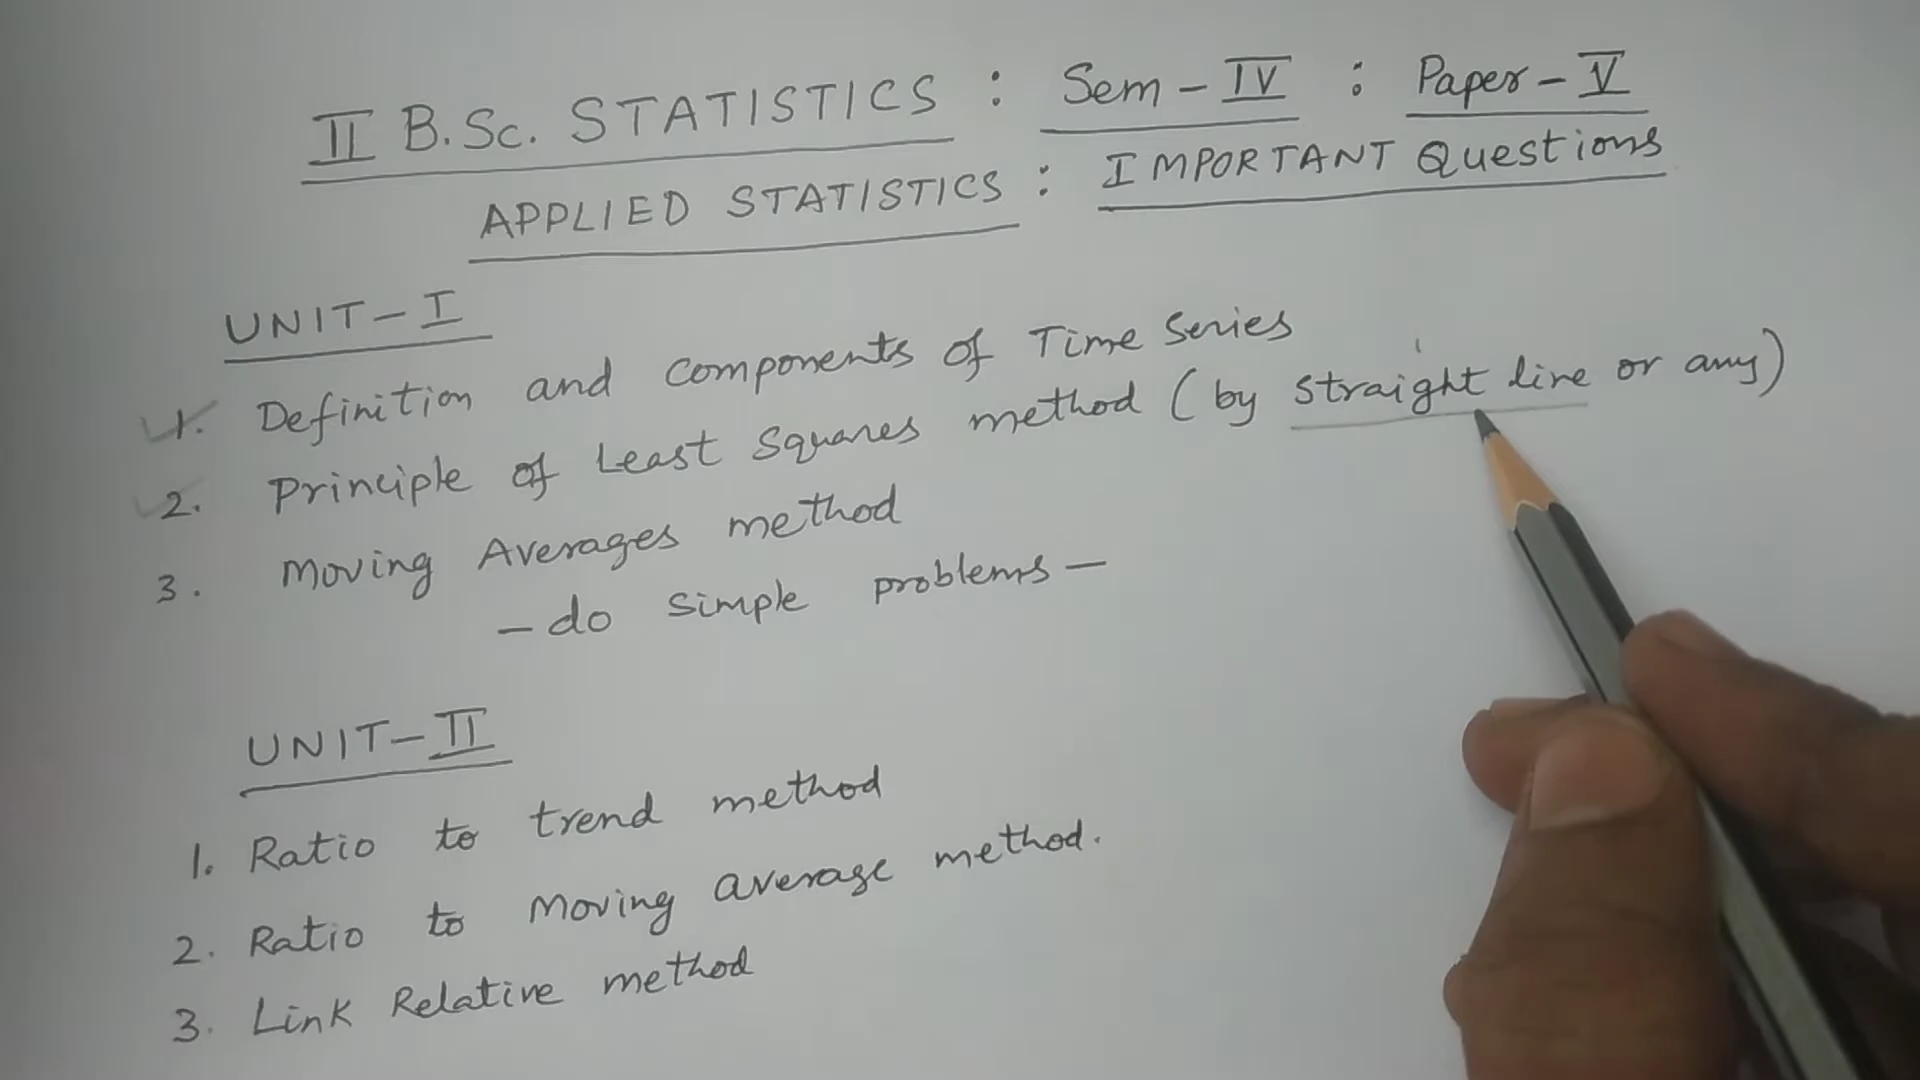 II B.Sc. STATISTICS : Sem - IV : Paper - V
APPLIED STATISTICS : IMPORTANT Questions
UNIT - I
1. Definition and components of Time Series
2. Principle of Least Squares method (by straight line or any)
3. Moving Averages method
- do simple problems -
UNIT - II
1. Ratio to trend method
2. Ratio to Moving average method.
3. Link Relative method